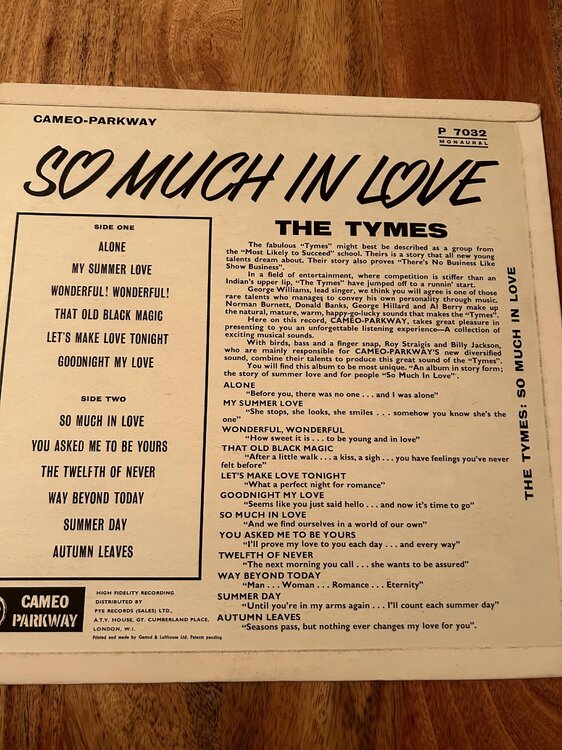 CAMEO-PARKWAY
P 7032
MONAURAL
SO MUCH IN LOVE
SIDE ONE
ALONE
MY SUMMER LOVE
WONDERFUL! WONDERFUL!
THAT OLD BLACK MAGIC
LET'S MAKE LOVE TONIGHT
GOODNIGHT MY LOVE
SIDE TWO
SO MUCH IN LOVE
YOU ASKED ME TO BE YOURS
THE TWELFTH OF NEVER
WAY BEYOND TODAY
SUMMER DAY
AUTUMN LEAVES
THE TYMES
The fabulous "Tymes" might best be described as a group from
the "Most Likely to Succeed" school. Theirs is a story that all new young
talents dream about. Their story also proves "There's No Business Like
Show Business".
In a field of entertainment, where competition is stiffer than an
Indian's upper lip, "The Tymes" have jumped off to a runnin' start.
George Williams, lead singer, we think you will agree is one of those
rare talents who manages to convey his own personality through music.
Norman Burnett, Donald Banks, George Hillard and Al Berry make up
the natural, mature, warm, happy-go-lucky sounds that makes the "Tymes".
Here on this record, CAMEO-PARKWAY, takes great pleasure in
presenting to you an unforgettable listening experience—A collection of
exciting musical sounds.
With birds, bass and a finger snap, Roy Straigis and Billy Jackson,
who are mainly responsible for CAMEO-PARKWAY'S new diversified
sound, combine their talents to produce this great sound of the "Tymes".
You will find this album to be most unique. "An album in story form;
the story of summer love and for people "So Much In Love".
ALONE
"Before you, there was no one . . . and I was alone"
MY SUMMER LOVE
"She stops, she looks, she smiles . . . somehow you know she's the
one"
WONDERFUL, WONDERFUL
"How sweet it is . . . to be young and in love"
THAT OLD BLACK MAGIC
"After a little walk . . . a kiss, a sigh . . . you have feelings you've never
felt before"
LET'S MAKE LOVE TONIGHT
"What a perfect night for romance"
GOODNIGHT MY LOVE
"Seems like you just said hello . . . and now it's time to go"
SO MUCH IN LOVE
"And we find ourselves in a world of our own"
YOU ASKED ME TO BE YOURS
"I'll prove my love to you each day . . . and every way"
TWELFTH OF NEVER
"The next morning you call . . . she wants to be assured"
WAY BEYOND TODAY
"Man . . . Woman . . . Romance . . . Eternity"
SUMMER DAY
"Until you're in my arms again . . . I'll count each summer day"
AUTUMN LEAVES
"Seasons pass, but nothing ever changes my love for you".
THE TYMES: SO MUCH IN LOVE
CAMEO
PARKWAY
HIGH FIDELITY RECORDING
DISTRIBUTED BY
PYE RECORDS (SALES) LTD.,
A.T.V. HOUSE, GT. CUMBERLAND PLACE,
LONDON, W.1.
Printed and made by Garrod & Lofthouse Ltd. Patents pending